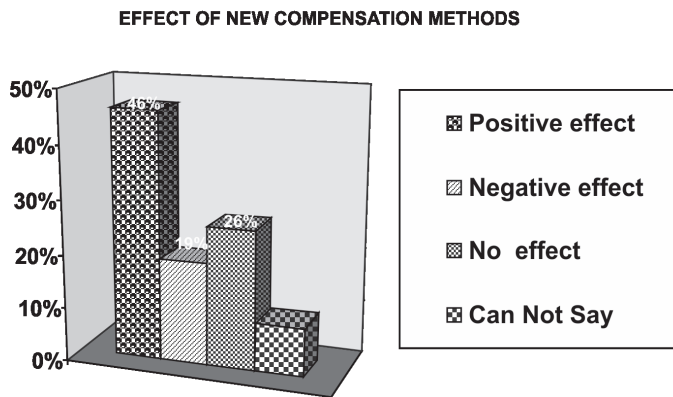 EFFECT OF NEW COMPENSATION METHODS
50%
40%
30%
20%
10%
0%
46%
19%
26%
Positive effect
Negative effect
No effect
Can Not Say